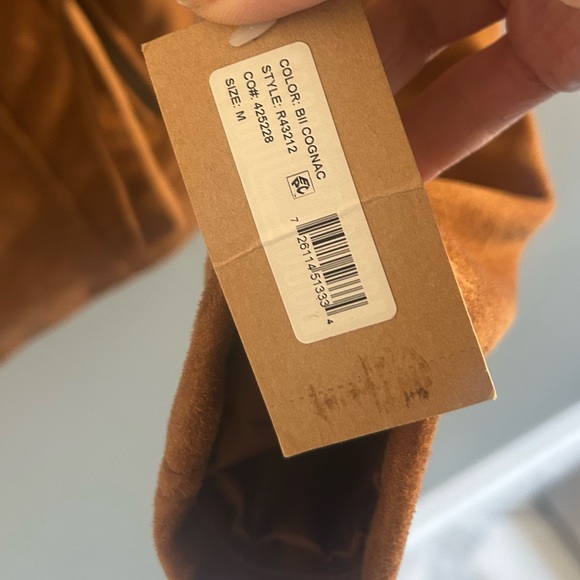 COLOR: BII COGNAC
STYLE: R43212
CO#: 425228
SIZE: M
7 26114 51333 4